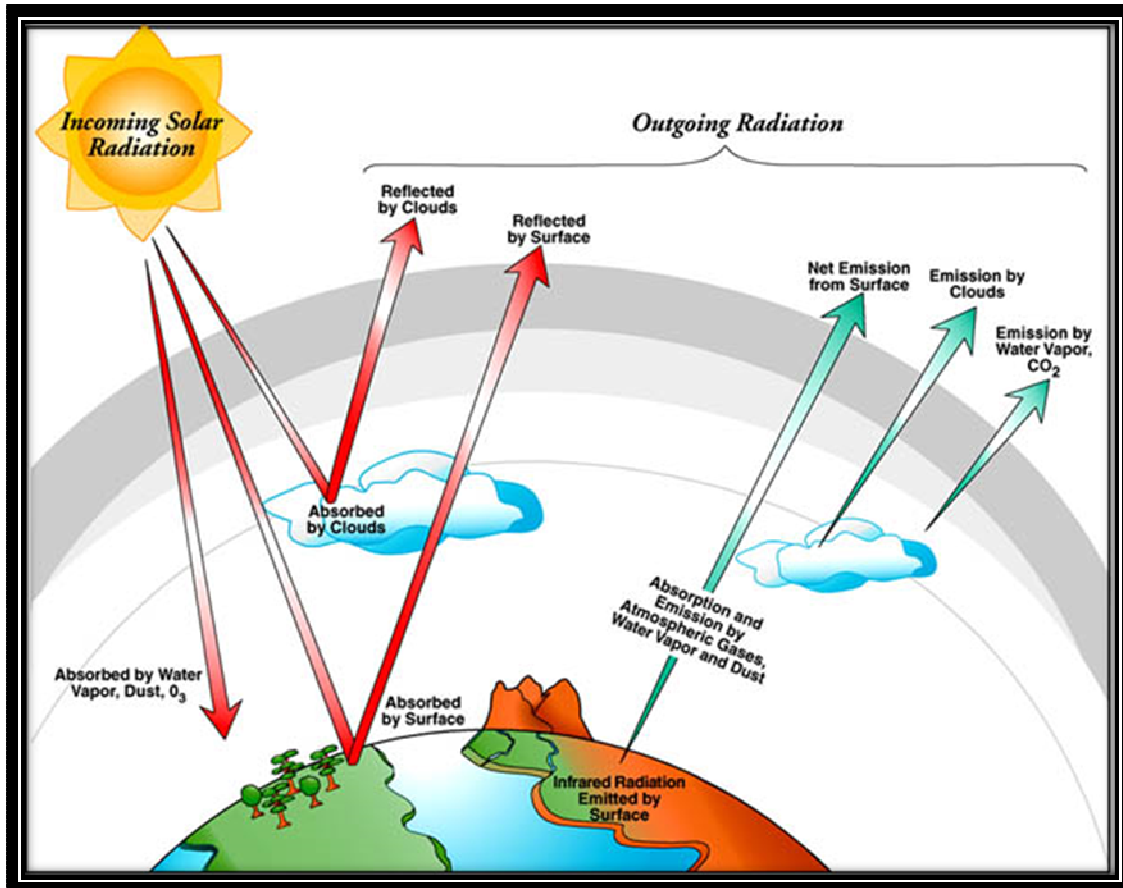 Incoming Solar
Radiation
Outgoing Radiation
Reflected
by Clouds
Reflected
by Surface
Net Emission
from Surface
Emission by
Clouds
Emission by
Water Vapor,
CO2
Absorbed
by Clouds
Absorption and
Emission by
Atmospheric Gases,
Water Vapor and Dust
Absorbed by Water
Vapor, Dust, 03
Absorbed
by Surface
Infrared Radiation
Emitted by
Surface